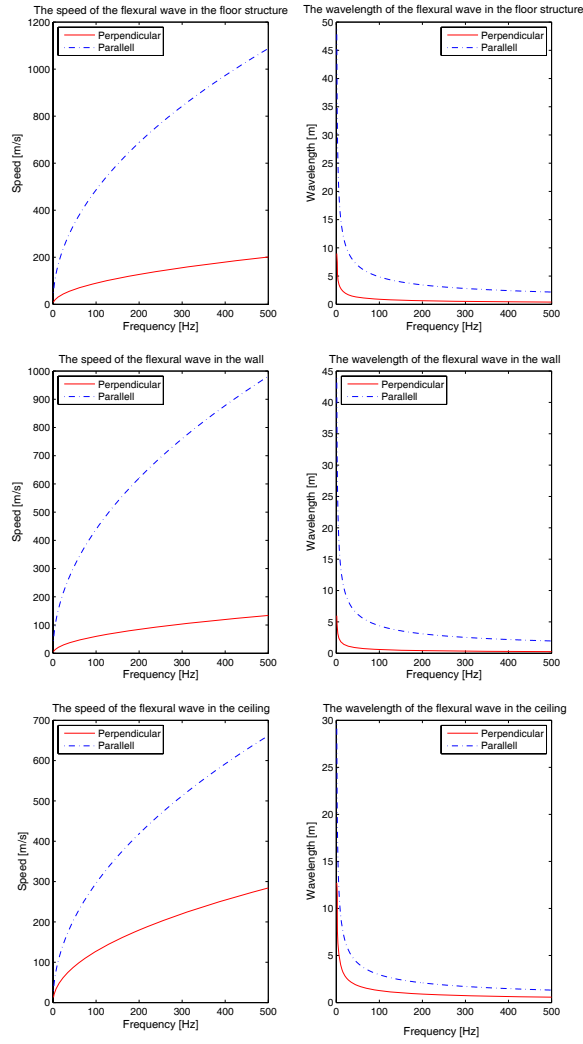 The speed of the flexural wave in the floor structure
1200
1000
800
600
400
200
0
Speed [m/s]
Perpendicular
Parallell
0 100 200 300 400 500
Frequency [Hz]
The wavelength of the flexural wave in the floor structure
50
45
40
35
30
25
20
15
10
5
0
Wavelength [m]
Perpendicular
Parallell
0 100 200 300 400 500
Frequency [Hz]
The speed of the flexural wave in the wall
1000
900
800
700
600
500
400
300
200
100
0
Speed [m/s]
Perpendicular
Parallell
0 100 200 300 400 500
Frequency [Hz]
The wavelength of the flexural wave in the wall
45
40
35
30
25
20
15
10
5
0
Wavelength [m]
Perpendicular
Parallell
0 100 200 300 400 500
Frequency [Hz]
The speed of the flexural wave in the ceiling
700
600
500
400
300
200
100
0
Speed [m/s]
Perpendicular
Parallell
0 100 200 300 400 500
Frequency [Hz]
The wavelength of the flexural wave in the ceiling
30
25
20
15
10
5
0
Wavelength [m]
Perpendicular
Parallell
0 100 200 300 400 500
Frequency [Hz]